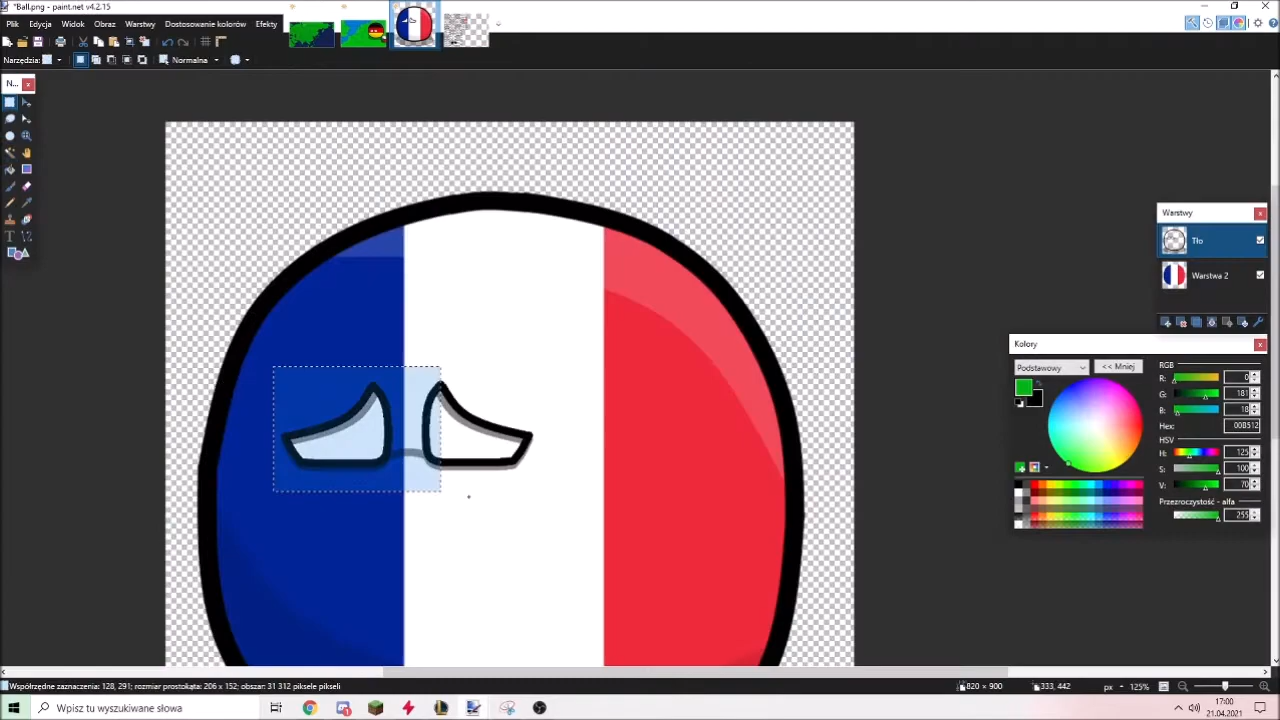 *Ball.png - paint.net v4.2.15
Plik Edycja Widok Obraz Warstwy Dostosowanie kolorów Efekty
Narzędzia: Normalna
N...
Warstwy
Tło
Warstwa 2
Kolory
Podstawowy << Mniej
RGB
R: 0
G: 181
B: 18
Hex: 00B512
HSV
H: 125
S: 100
V: 70
Przezroczystość - alfa
255
Współrzędne zaznaczenia: 128, 291; rozmiar prostokąta: 206 x 152; obszar: 31 312 piksele pikseli
820 × 900
333, 442
px
125%
Wpisz tu wyszukiwane słowa
17:00
21.04.2021